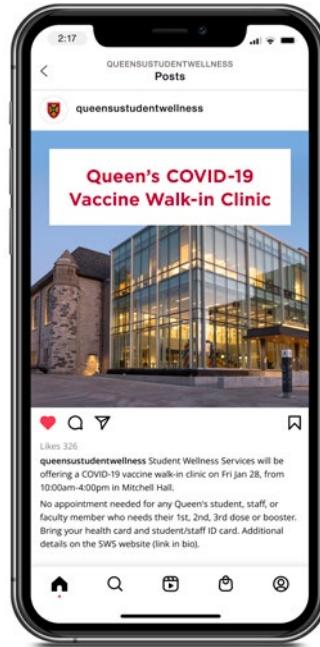 2:17
QUEENSUSTUDENTWELLNESS
Posts
queensustudentwellness
Queen's COVID-19
Vaccine Walk-in Clinic
Likes 326
queensustudentwellness Student Wellness Services will be
offering a COVID-19 vaccine walk-in clinic on Fri Jan 28, from
10:00am-4:00pm in Mitchell Hall.
No appointment needed for any Queen's student, staff, or
faculty member who needs their 1st, 2nd, 3rd dose or booster.
Bring your health card and student/staff ID card. Additional
details on the SWS website (link in bio).